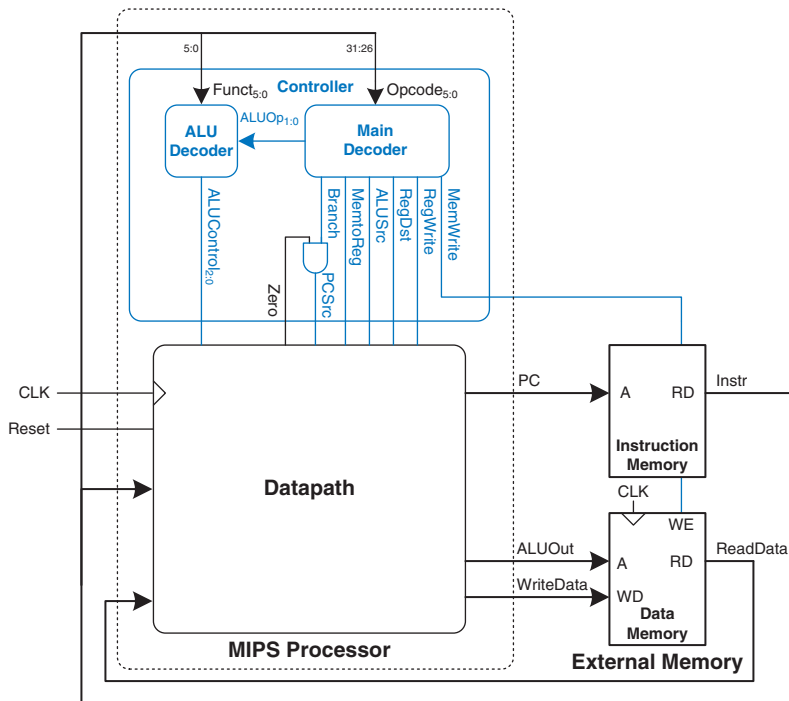 5:0
31:26
Controller
Funct5:0
Opcode5:0
ALUOp1:0
ALU
Decoder
Main
Decoder
ALUControl2:0
Branch
MemtoReg
ALUSrc
RegDst
RegWrite
MemWrite
Zero
PCSrc
CLK
Reset
Datapath
PC
A
RD
Instr
Instruction
Memory
CLK
WE
ALUOut
A
RD
ReadData
WriteData
WD
Data
Memory
MIPS Processor
External Memory